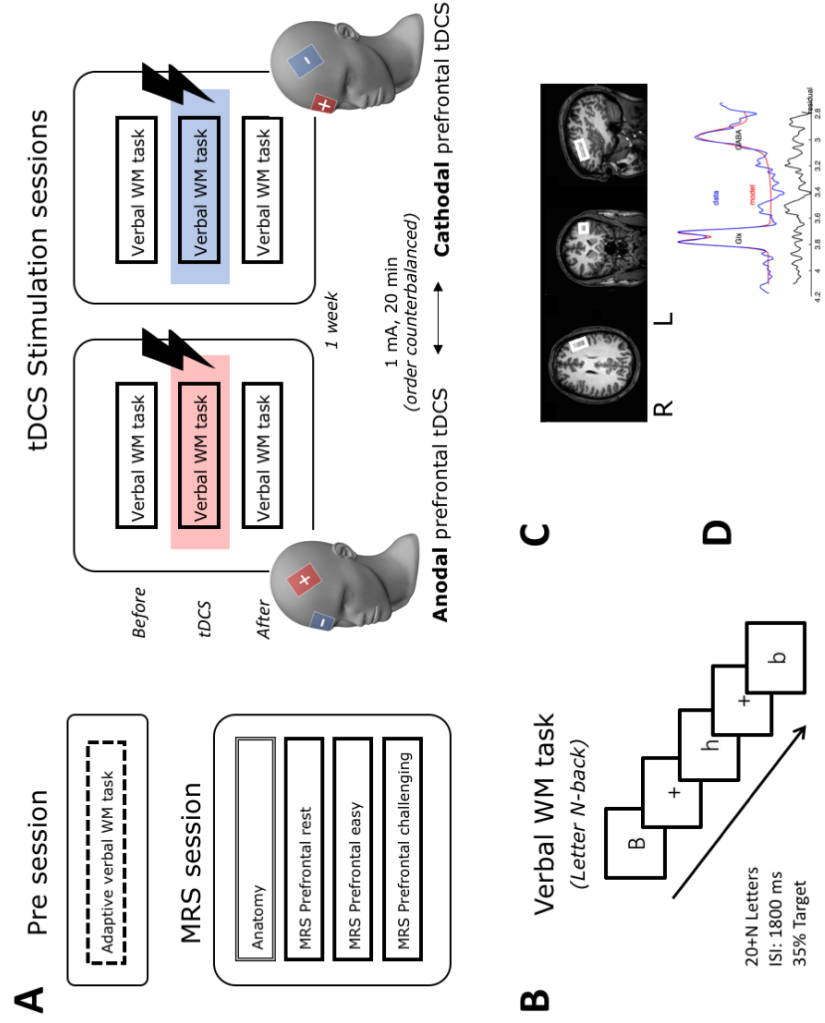 A
Pre session
Adaptive verbal WM task
MRS session
Anatomy
MRS Prefrontal rest
MRS Prefrontal easy
MRS Prefrontal challenging
tDCS Stimulation sessions
Before
tDCS
After
Verbal WM task
Verbal WM task
Verbal WM task
Verbal WM task
Verbal WM task
Verbal WM task
1 week
- +
+ -
Anodal prefrontal tDCS
1 mA, 20 min
(order counterbalanced)
Cathodal prefrontal tDCS
B
Verbal WM task
(Letter N-back)
B
+
h
+
b
20+N Letters
ISI: 1800 ms
35% Target
C
R L
D
data
model
Glx
GABA
residual
4.2 4 3.8 3.6 3.4 3.2 3 2.8